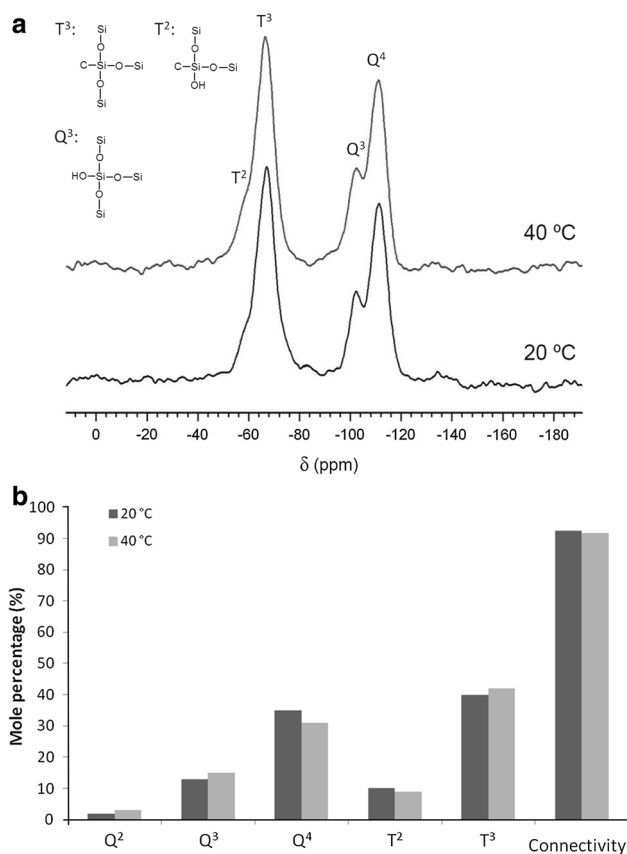 a
T³:
Si
O
C-Si-O-Si
O
Si
T²:
Si
O
C-Si-O-Si
OH
Q³:
Si
O
HO-Si-O-Si
O
Si
T³
T²
Q³
Q⁴
40 ºC
20 ºC
0 -20 -40 -60 -80 -100 -120 -140 -160 -180
δ (ppm)
b
Mole percentage (%)
100
90
80
70
60
50
40
30
20
10
0
20 °C
40 °C
Q² Q³ Q⁴ T² T³ Connectivity